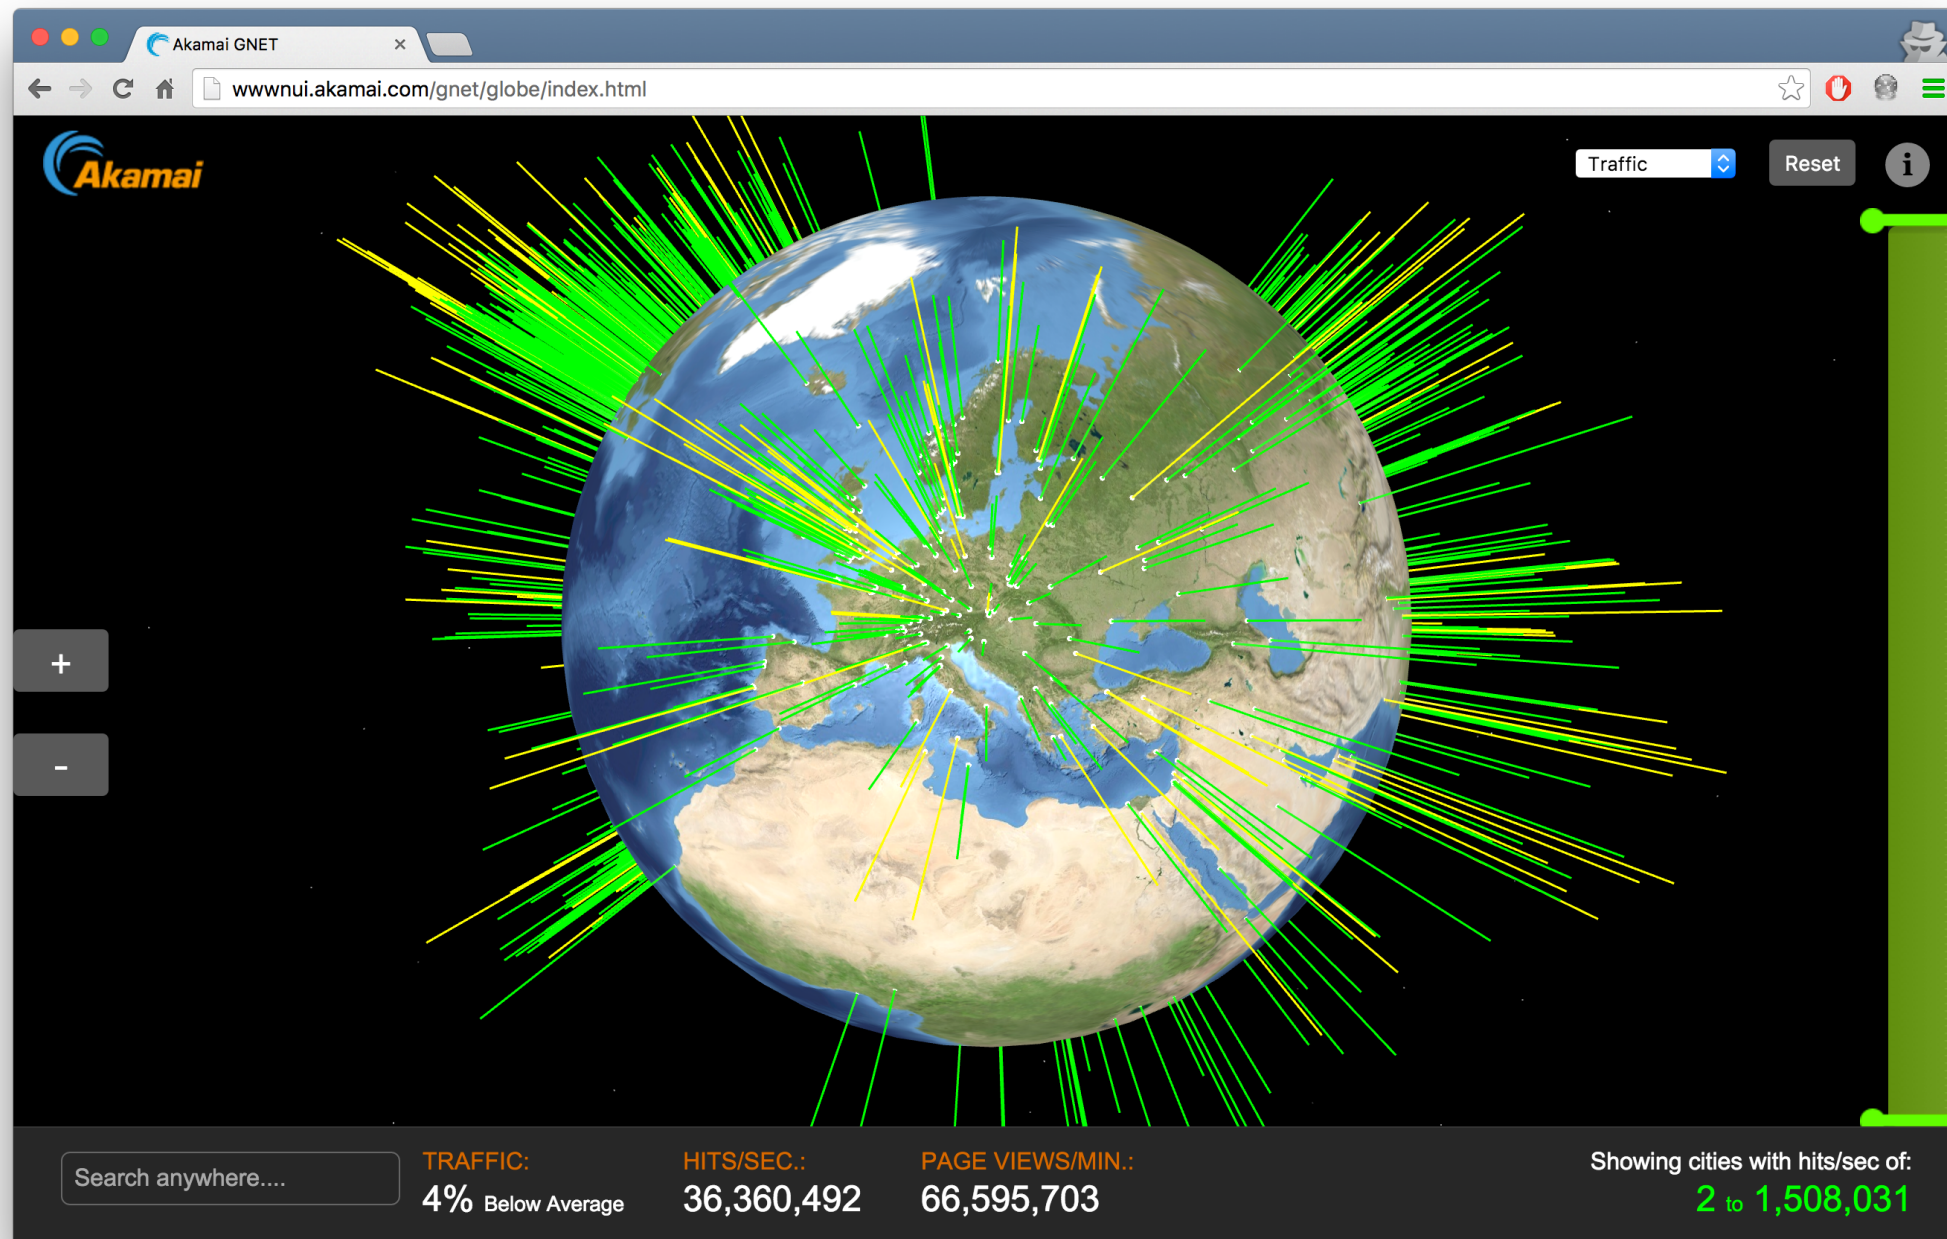 Akamai GNET
wwwnui.akamai.com/gnet/globe/index.html
Akamai
Traffic
Reset
i
+
-
Search anywhere....
TRAFFIC:
4% Below Average
HITS/SEC.:
36,360,492
PAGE VIEWS/MIN.:
66,595,703
Showing cities with hits/sec of:
2 to 1,508,031